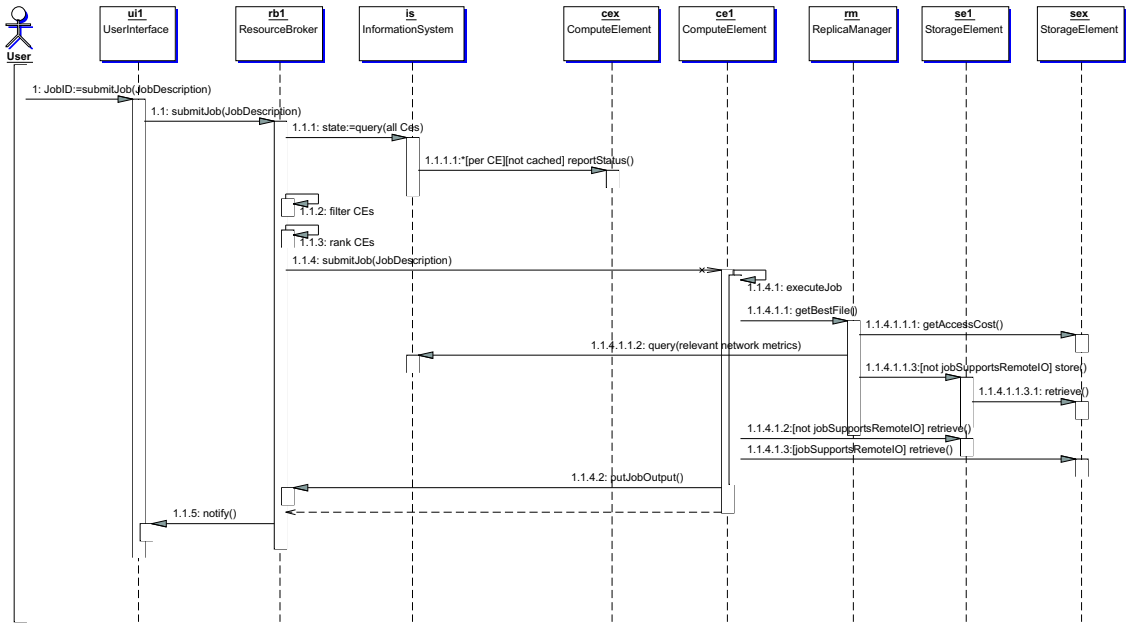 User
ui1
UserInterface
rb1
ResourceBroker
is
InformationSystem
cex
ComputeElement
ce1
ComputeElement
rm
ReplicaManager
se1
StorageElement
sex
StorageElement
1: JobID:=submitJob(JobDescription)
1.1: submitJob(JobDescription)
1.1.1: state:=query(all Ces)
1.1.1.1:*[per CE][not cached] reportStatus()
1.1.2: filter CEs
1.1.3: rank CEs
1.1.4: submitJob(JobDescription)
1.1.4.1: executeJob
1.1.4.1.1: getBestFile()
1.1.4.1.1.1: getAccessCost()
1.1.4.1.1.2: query(relevant network metrics)
1.1.4.1.1.3:[not jobSupportsRemoteIO] store()
1.1.4.1.1.3.1: retrieve()
1.1.4.1.2:[not jobSupportsRemoteIO] retrieve()
1.1.4.1.3:[jobSupportsRemoteIO] retrieve()
1.1.4.2: putJobOutput()
1.1.5: notify()